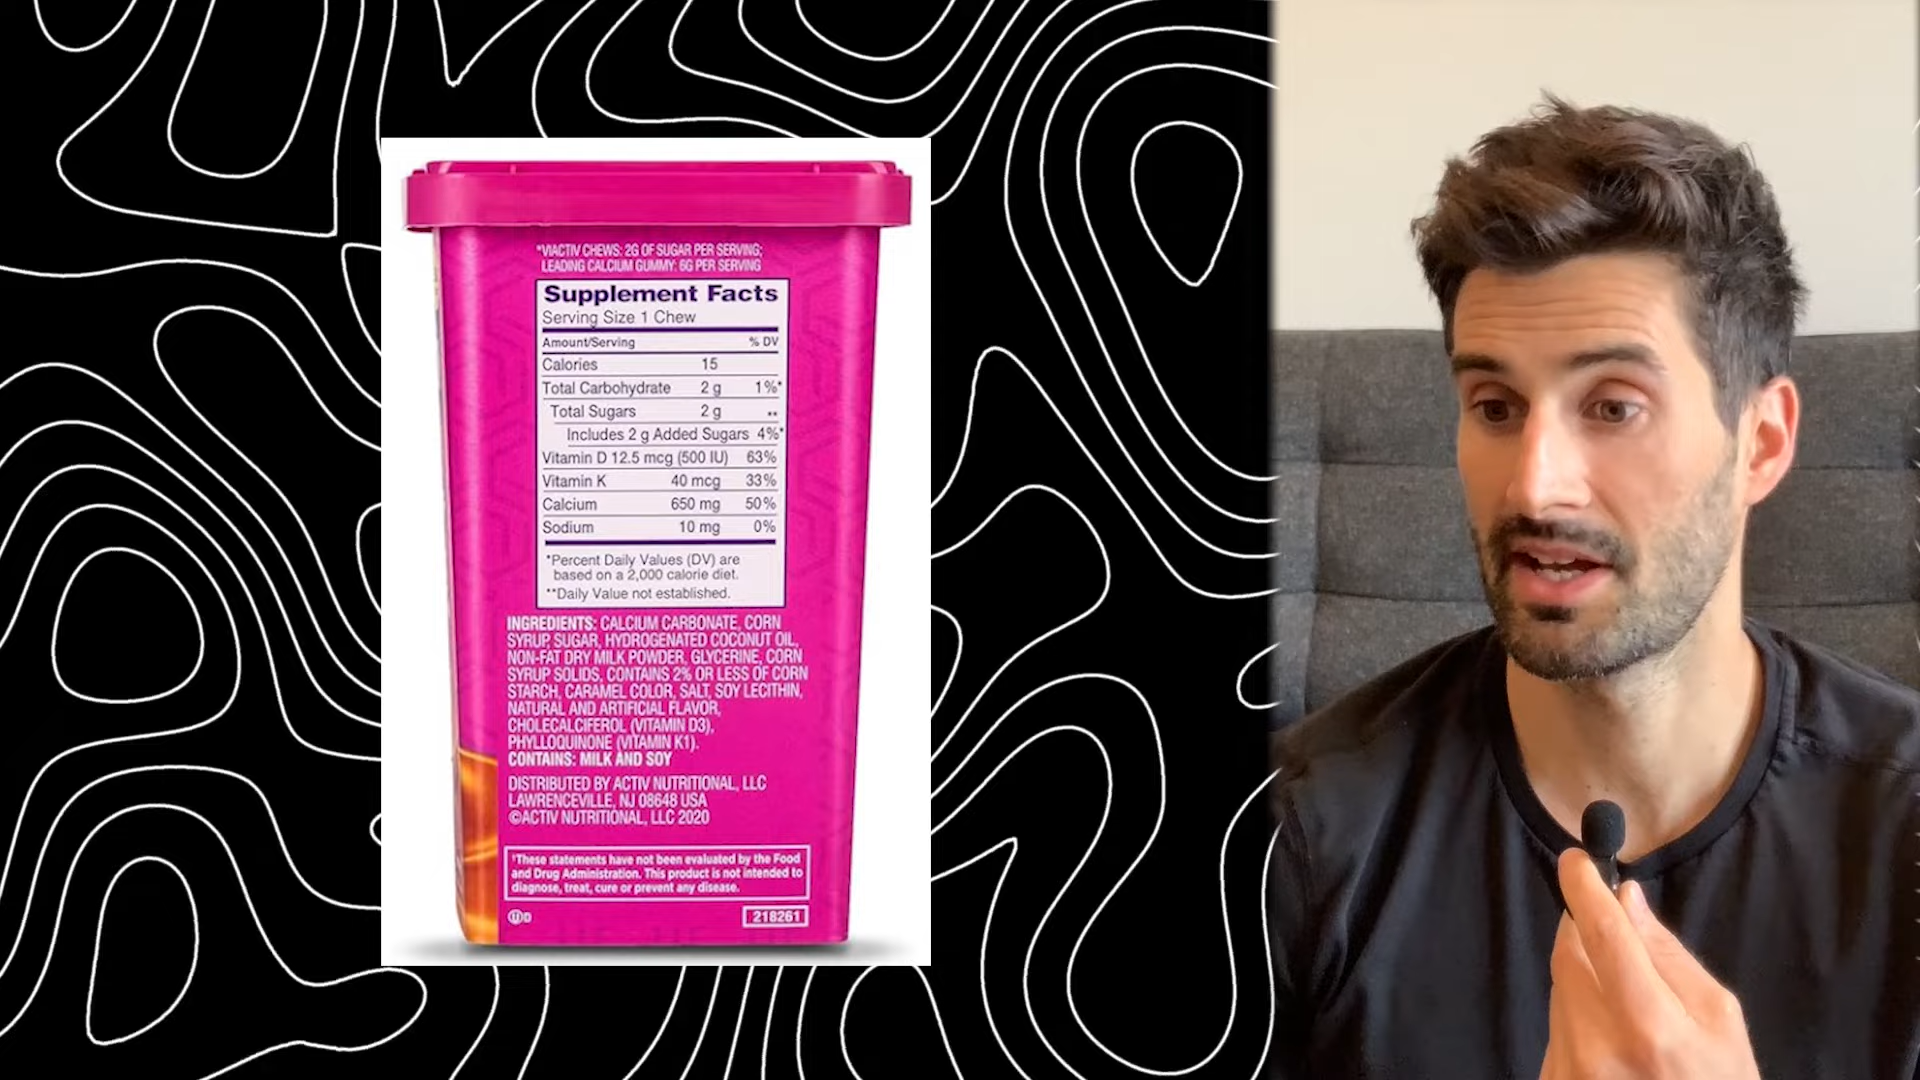 *VIACTIV CHEWS: 2G OF SUGAR PER SERVING;
LEADING CALCIUM GUMMY: 6G PER SERVING
Supplement Facts
Serving Size 1 Chew
Amount/Serving % DV
Calories 15
Total Carbohydrate 2 g 1%*
Total Sugars 2 g **
Includes 2 g Added Sugars 4%*
Vitamin D 12.5 mcg (500 IU) 63%
Vitamin K 40 mcg 33%
Calcium 650 mg 50%
Sodium 10 mg 0%
*Percent Daily Values (DV) are
based on a 2,000 calorie diet.
**Daily Value not established.
INGREDIENTS: CALCIUM CARBONATE, CORN
SYRUP, SUGAR, HYDROGENATED COCONUT OIL,
NON-FAT DRY MILK POWDER, GLYCERINE, CORN
SYRUP SOLIDS, CONTAINS 2% OR LESS OF CORN
STARCH, CARAMEL COLOR, SALT, SOY LECITHIN,
NATURAL AND ARTIFICIAL FLAVOR,
CHOLECALCIFEROL (VITAMIN D3),
PHYLLOQUINONE (VITAMIN K1).
CONTAINS: MILK AND SOY
DISTRIBUTED BY ACTIV NUTRITIONAL, LLC
LAWRENCEVILLE, NJ 08648 USA
©ACTIV NUTRITIONAL, LLC 2020
†These statements have not been evaluated by the Food
and Drug Administration. This product is not intended to
diagnose, treat, cure or prevent any disease.
ⓊD 218261